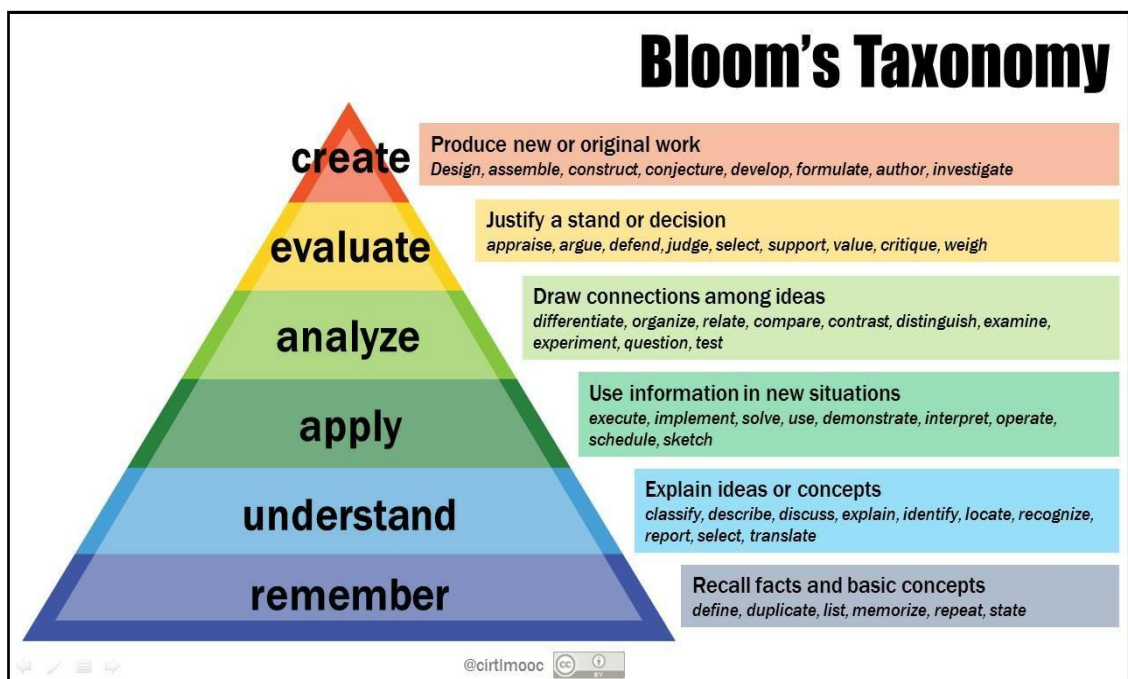 Bloom's Taxonomy
create
Produce new or original work
Design, assemble, construct, conjecture, develop, formulate, author, investigate
evaluate
Justify a stand or decision
appraise, argue, defend, judge, select, support, value, critique, weigh
analyze
Draw connections among ideas
differentiate, organize, relate, compare, contrast, distinguish, examine,
experiment, question, test
apply
Use information in new situations
execute, implement, solve, use, demonstrate, interpret, operate,
schedule, sketch
understand
Explain ideas or concepts
classify, describe, discuss, explain, identify, locate, recognize,
report, select, translate
remember
Recall facts and basic concepts
define, duplicate, list, memorize, repeat, state
@cirtlmooc
cc
BY